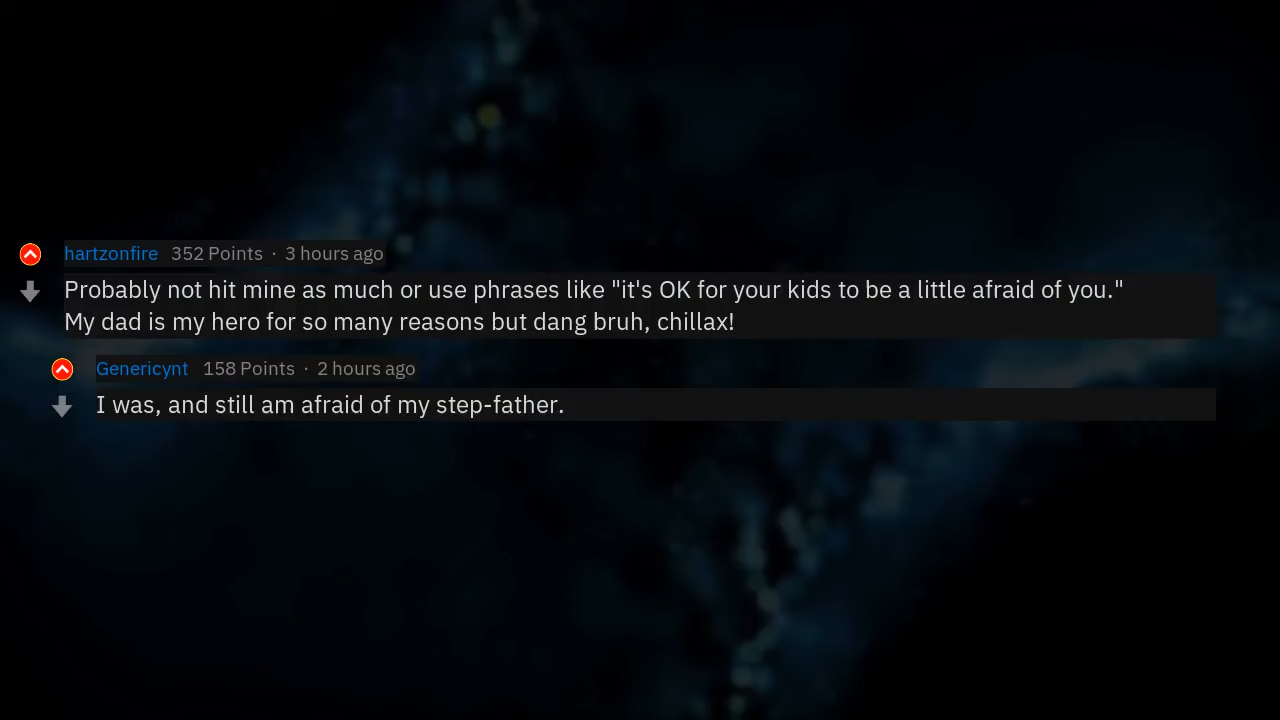 hartzonfire 352 Points · 3 hours ago
Probably not hit mine as much or use phrases like "it's OK for your kids to be a little afraid of you."
My dad is my hero for so many reasons but dang bruh, chillax!
Genericynt 158 Points · 2 hours ago
I was, and still am afraid of my step-father.